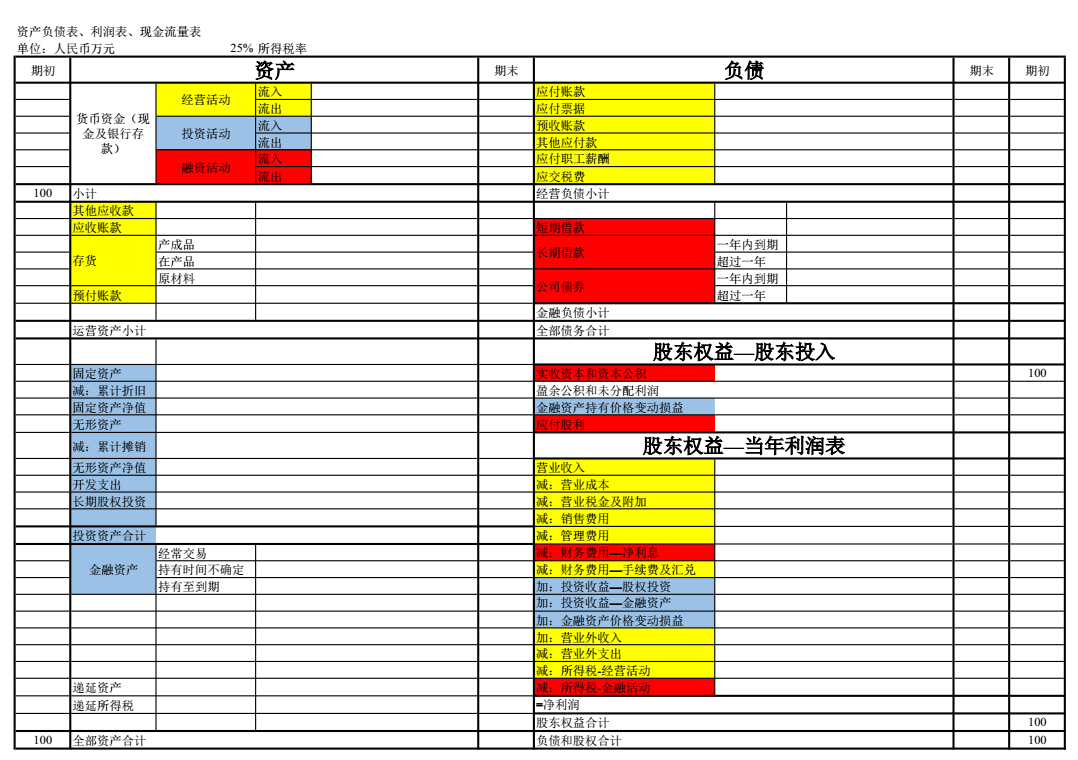 资产负债表、利润表、现金流量表
单位：人民币万元 25% 所得税率
期初 资产 期末 负债 期末 期初
货币资金（现金及银行存款） 经营活动 流入 应付账款
流出 应付票据
投资活动 流入 预收账款
流出 其他应付款
融资活动 流入 应付职工薪酬
流出 应交税费
100 小计 经营负债小计
其他应收款
应收账款 短期借款
存货 产成品 长期借款 一年内到期
在产品 超过一年
原材料 公司债券 一年内到期
预付账款 超过一年
金融负债小计
运营资产小计 全部债务合计
股东权益—股东投入
固定资产 实收资本和资本公积 100
减：累计折旧 盈余公积和未分配利润
固定资产净值 金融资产持有价格变动损益
无形资产 应付股利
减：累计摊销 股东权益—当年利润表
无形资产净值 营业收入
开发支出 减：营业成本
长期股权投资 减：营业税金及附加
减：销售费用
投资资产合计 减：管理费用
金融资产 经常交易 减：财务费用—净利息
持有时间不确定 减：财务费用—手续费及汇兑
持有至到期 加：投资收益—股权投资
加：投资收益—金融资产
加：金融资产价格变动损益
加：营业外收入
减：营业外支出
减：所得税-经营活动
递延资产 减：所得税-金融活动
递延所得税 =净利润
股东权益合计 100
100 全部资产合计 负债和股权合计 100